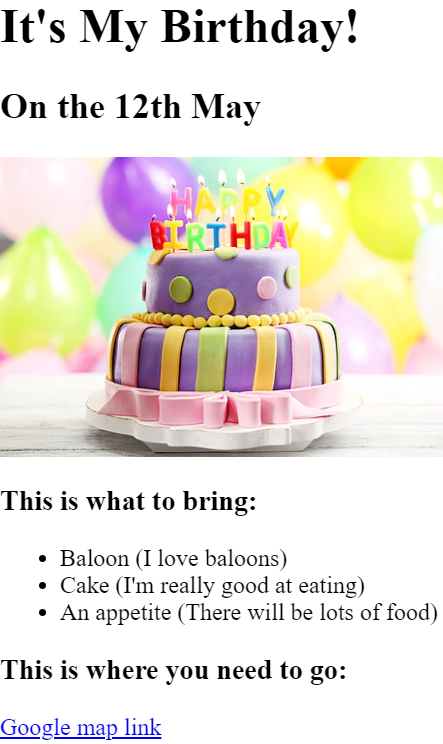 It's My Birthday!
On the 12th May
HAPPY
BIRTHDAY
This is what to bring:
Baloon (I love baloons)
Cake (I'm really good at eating)
An appetite (There will be lots of food)
This is where you need to go:
Google map link